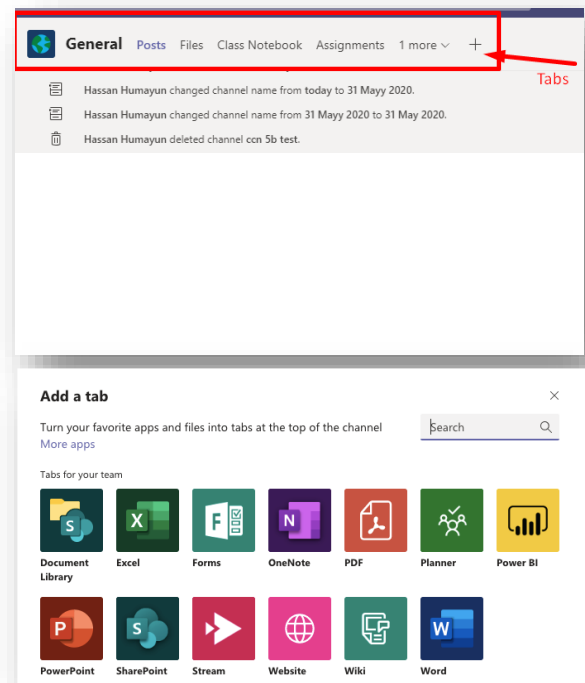 General Posts Files Class Notebook Assignments 1 more +
Tabs
Hassan Humayun changed channel name from today to 31 Mayy 2020.
Hassan Humayun changed channel name from 31 Mayy 2020 to 31 May 2020.
Hassan Humayun deleted channel ccn 5b test.
Add a tab
Turn your favorite apps and files into tabs at the top of the channel
Search
More apps
Tabs for your team
S X F N P W
Document Library Excel Forms OneNote PDF Planner Power BI
P S W
PowerPoint SharePoint Stream Website Wiki Word